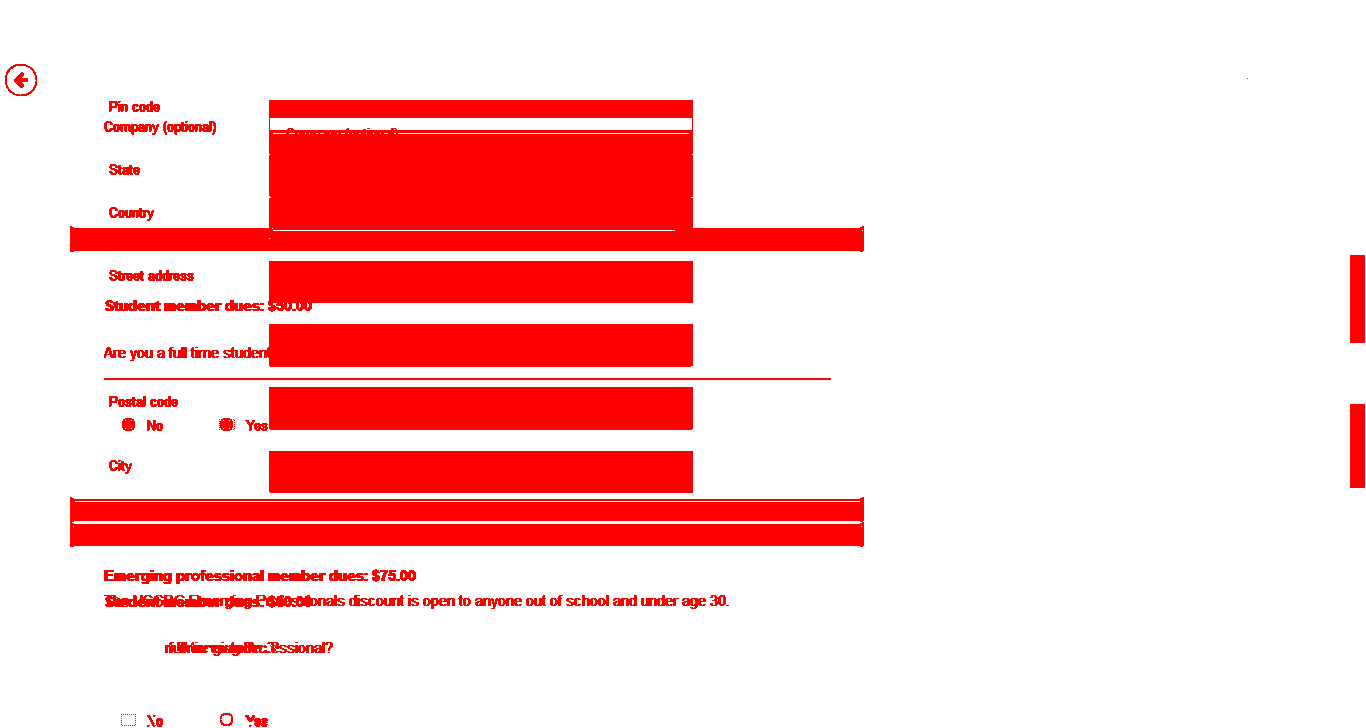 Pin code
Company (optional)
State
Country
Street address
Student member dues: $50.00
Are you a full time student
Postal code
No Yes
City
Emerging professional member dues: $75.00
Professionals discount is open to anyone out of school and under age 30.
No Yes